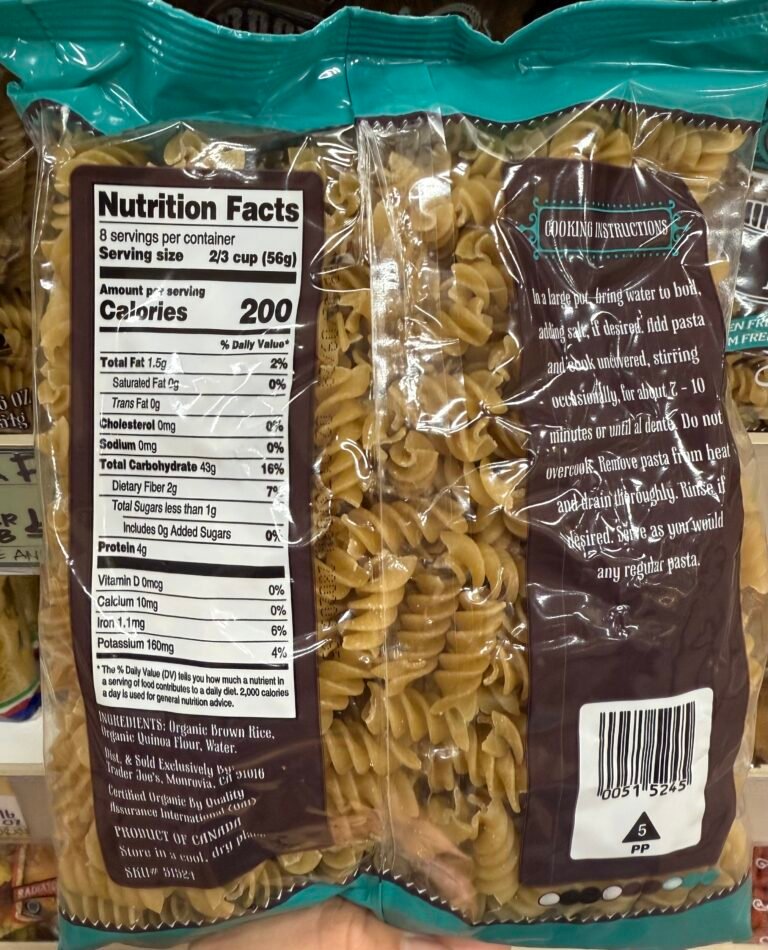 Nutrition Facts
8 servings per container
Serving size 2/3 cup (56g)
Amount per serving
Calories 200
% Daily Value*
Total Fat 1.5g 2%
Saturated Fat 0g 0%
Trans Fat 0g
Cholesterol 0mg 0%
Sodium 0mg 0%
Total Carbohydrate 43g 16%
Dietary Fiber 2g 7%
Total Sugars less than 1g
Includes 0g Added Sugars 0%
Protein 4g
Vitamin D 0mcg 0%
Calcium 10mg 0%
Iron 1.1mg 6%
Potassium 160mg 4%
* The % Daily Value (DV) tells you how much a nutrient in
a serving of food contributes to a daily diet. 2,000 calories
a day is used for general nutrition advice.
INGREDIENTS: Organic Brown Rice,
Organic Quinoa Flour, Water.
Dist. & Sold Exclusively By:
Trader Joe's, Monrovia, CA 91016
Certified Organic By Quality
Assurance International
PRODUCT OF CANADA
Store in a cool, dry
SKU# 51524
COOKING INSTRUCTIONS
In a large pot, bring water to boil,
adding salt, if desired. Add pasta
and cook uncovered, stirring
occasionally, for about 7 - 10
minutes or until al dente. Do not
overcook. Remove pasta from heat
and drain thoroughly. Rinse, if
desired. Serve as you would
any regular pasta.
0051 5245
5
PP